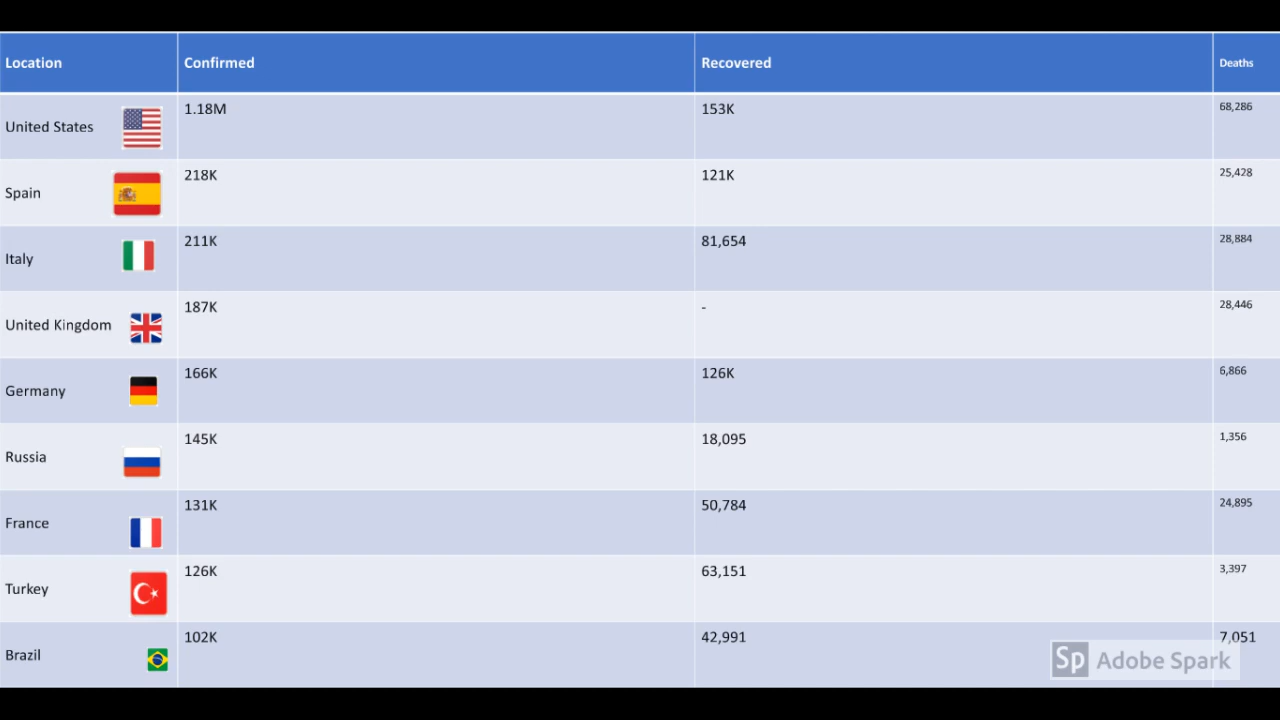 Location Confirmed Recovered Deaths
United States 1.18M 153K 68,286
Spain 218K 121K 25,428
Italy 211K 81,654 28,884
United Kingdom 187K - 28,446
Germany 166K 126K 6,866
Russia 145K 18,095 1,356
France 131K 50,784 24,895
Turkey 126K 63,151 3,397
Brazil 102K 42,991 7,051
Sp Adobe Spark